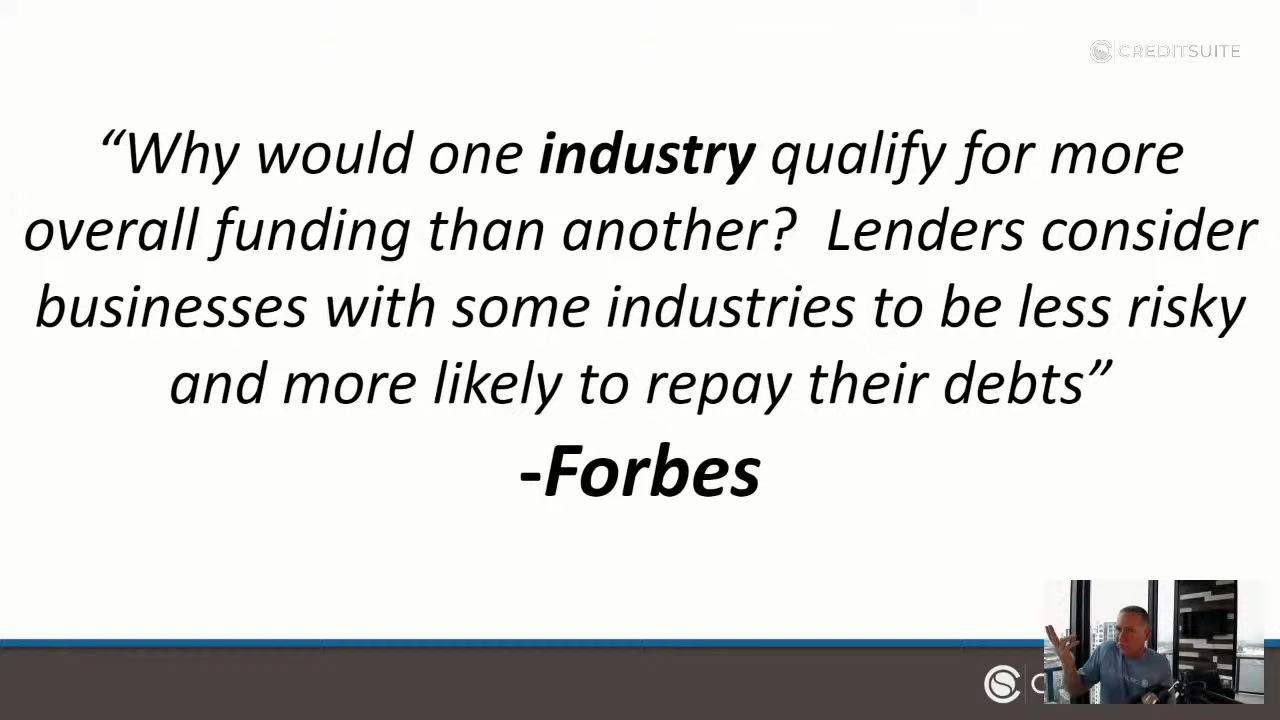 CREDITSUITE
“Why would one industry qualify for more
overall funding than another?  Lenders consider
businesses with some industries to be less risky
and more likely to repay their debts”
-Forbes